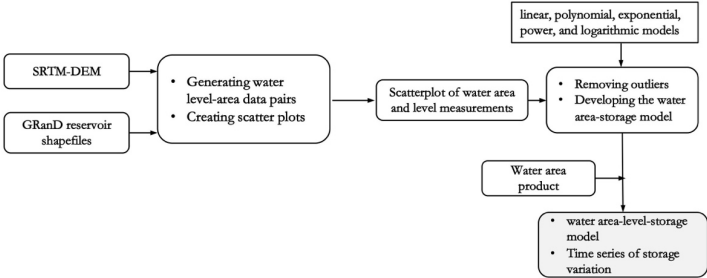 linear, polynomial, exponential,
power, and logarithmic models
SRTM-DEM
GRanD reservoir
shapefiles
• Generating water
level-area data pairs
• Creating scatter plots
Scatterplot of water area
and level measurements
• Removing outliers
• Developing the water
area-storage model
Water area
product
• water area-level-storage
model
• Time series of storage
variation